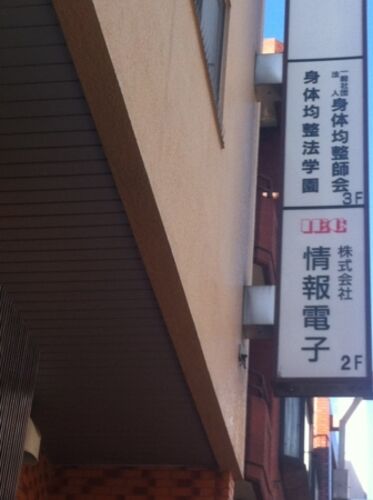 一般社団法人 身体均整師会
身体均整法学園
3F
IEC
株式会社
情報電子
2F